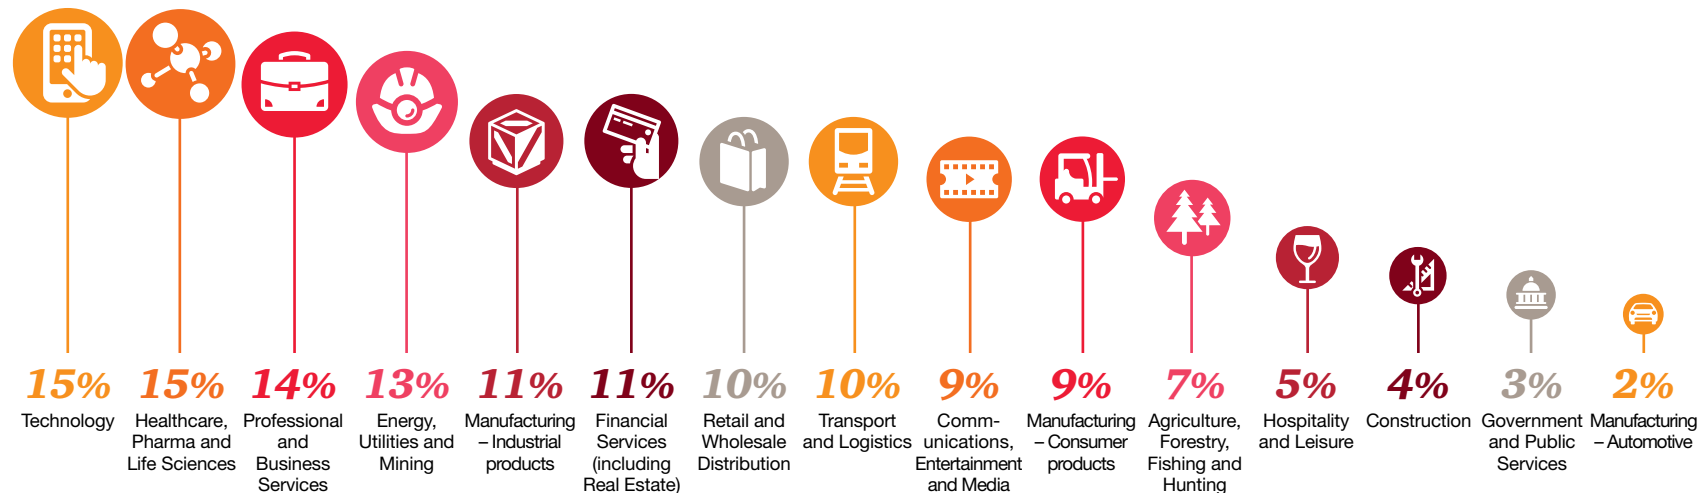 15%
Technology
15%
Healthcare,
Pharma and
Life Sciences
14%
Professional
and
Business
Services
13%
Energy,
Utilities and
Mining
11%
Manufacturing
– Industrial
products
11%
Financial
Services
(including
Real Estate)
10%
Retail and
Wholesale
Distribution
10%
Transport
and Logistics
9%
Comm-
unications,
Entertainment
and Media
9%
Manufacturing
– Consumer
products
7%
Agriculture,
Forestry,
Fishing and
Hunting
5%
Hospitality
and Leisure
4%
Construction
3%
Government
and Public
Services
2%
Manufacturing
– Automotive